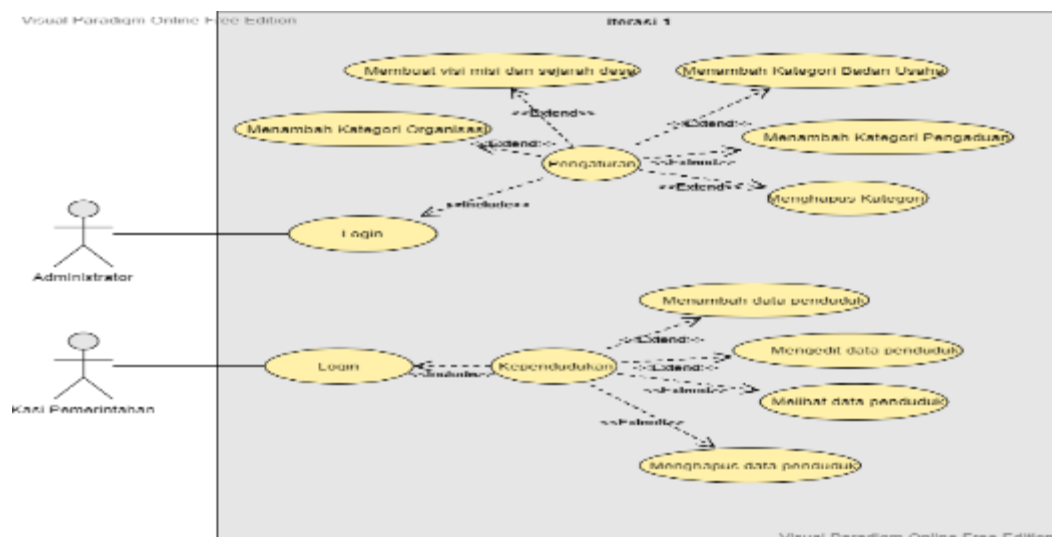 Visual Paradigm Online Free Edition
Iterasi 1
Membuat visi misi dan sejarah desa
Menambah Kategori Badan Usaha
<<Extend>>
<<Extend>>
Menambah Kategori Organisasi
Menambah Kategori Pengaduan
<<Extend>>
Pengaturan
<<Extend>>
<<Extend>>
Menghapus Kategori
<<Include>>
Login
Administrator
Menambah data penduduk
<<Extend>>
Mengedit data penduduk
Login
<<Include>>
Kependudukan
<<Extend>>
<<Extend>>
Melihat data penduduk
Kasi Pemerintahan
<<Extend>>
Menghapus data penduduk
Visual Paradigm Online Free Edition